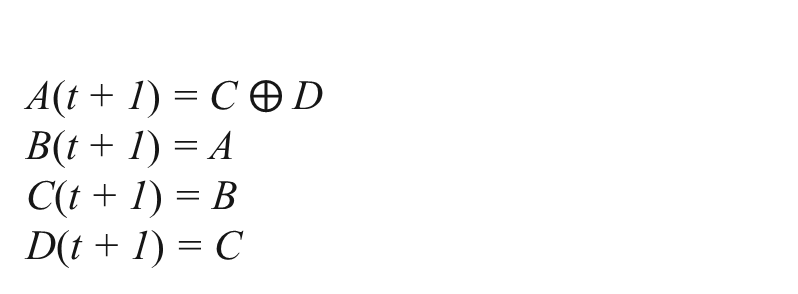 A(t + 1) = C ⊕ D
B(t + 1) = A
C(t + 1) = B
D(t + 1) = C